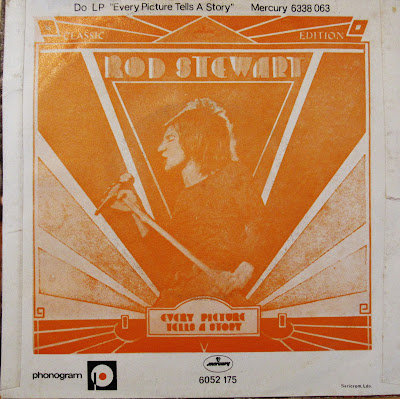 Do LP "Every Picture Tells A Story" Mercury 6338 063
CLASSIC EDITION
ROD STEWART
EVERY PICTURE
TELLS A STORY
phonogram
mercury
6052 175